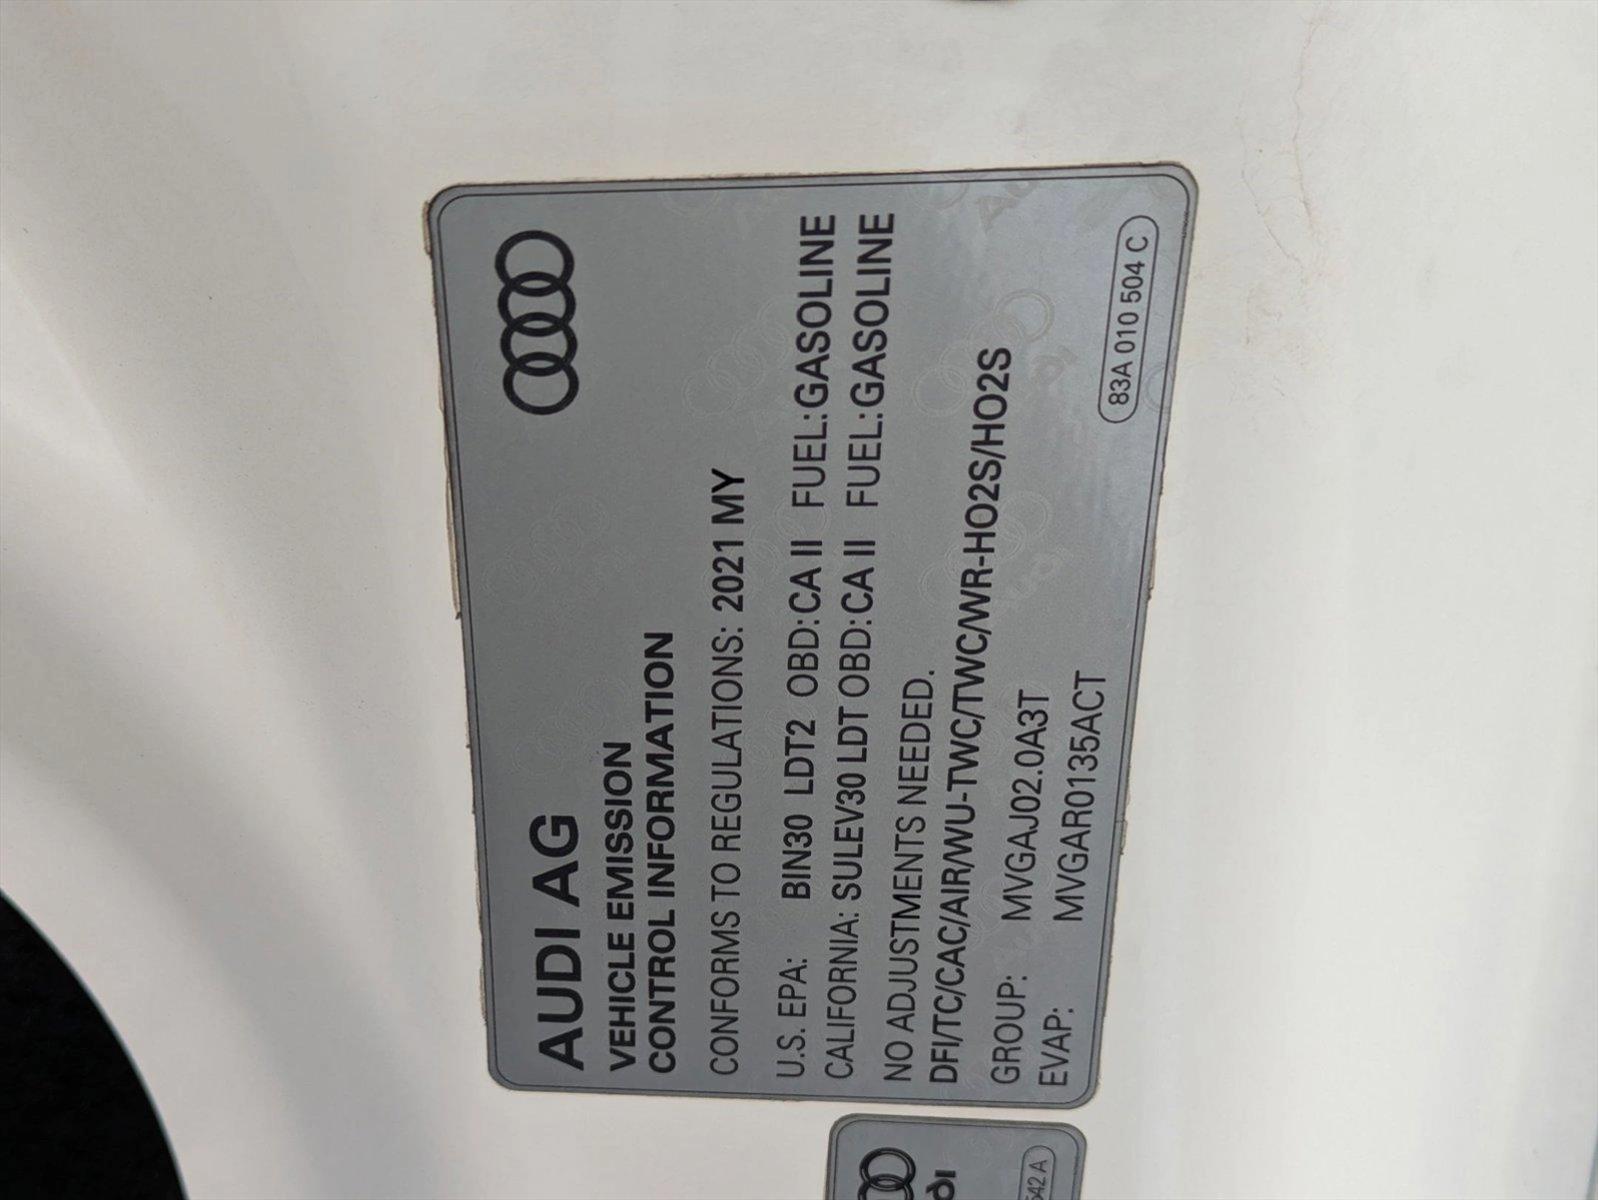 AUDI AG
VEHICLE EMISSION
CONTROL INFORMATION
CONFORMS TO REGULATIONS: 2021 MY
U.S. EPA: BIN30 LDT2 OBD:CA II FUEL:GASOLINE
CALIFORNIA: SULEV30 LDT OBD:CA II FUEL:GASOLINE
NO ADJUSTMENTS NEEDED.
DFI/TC/CAC/AIR/WU-TWC/TWC/WR-HO2S/HO2S
GROUP: MVGAJ02.0A3T
EVAP: MVGAR0135ACT
83A 010 504 C
542 A